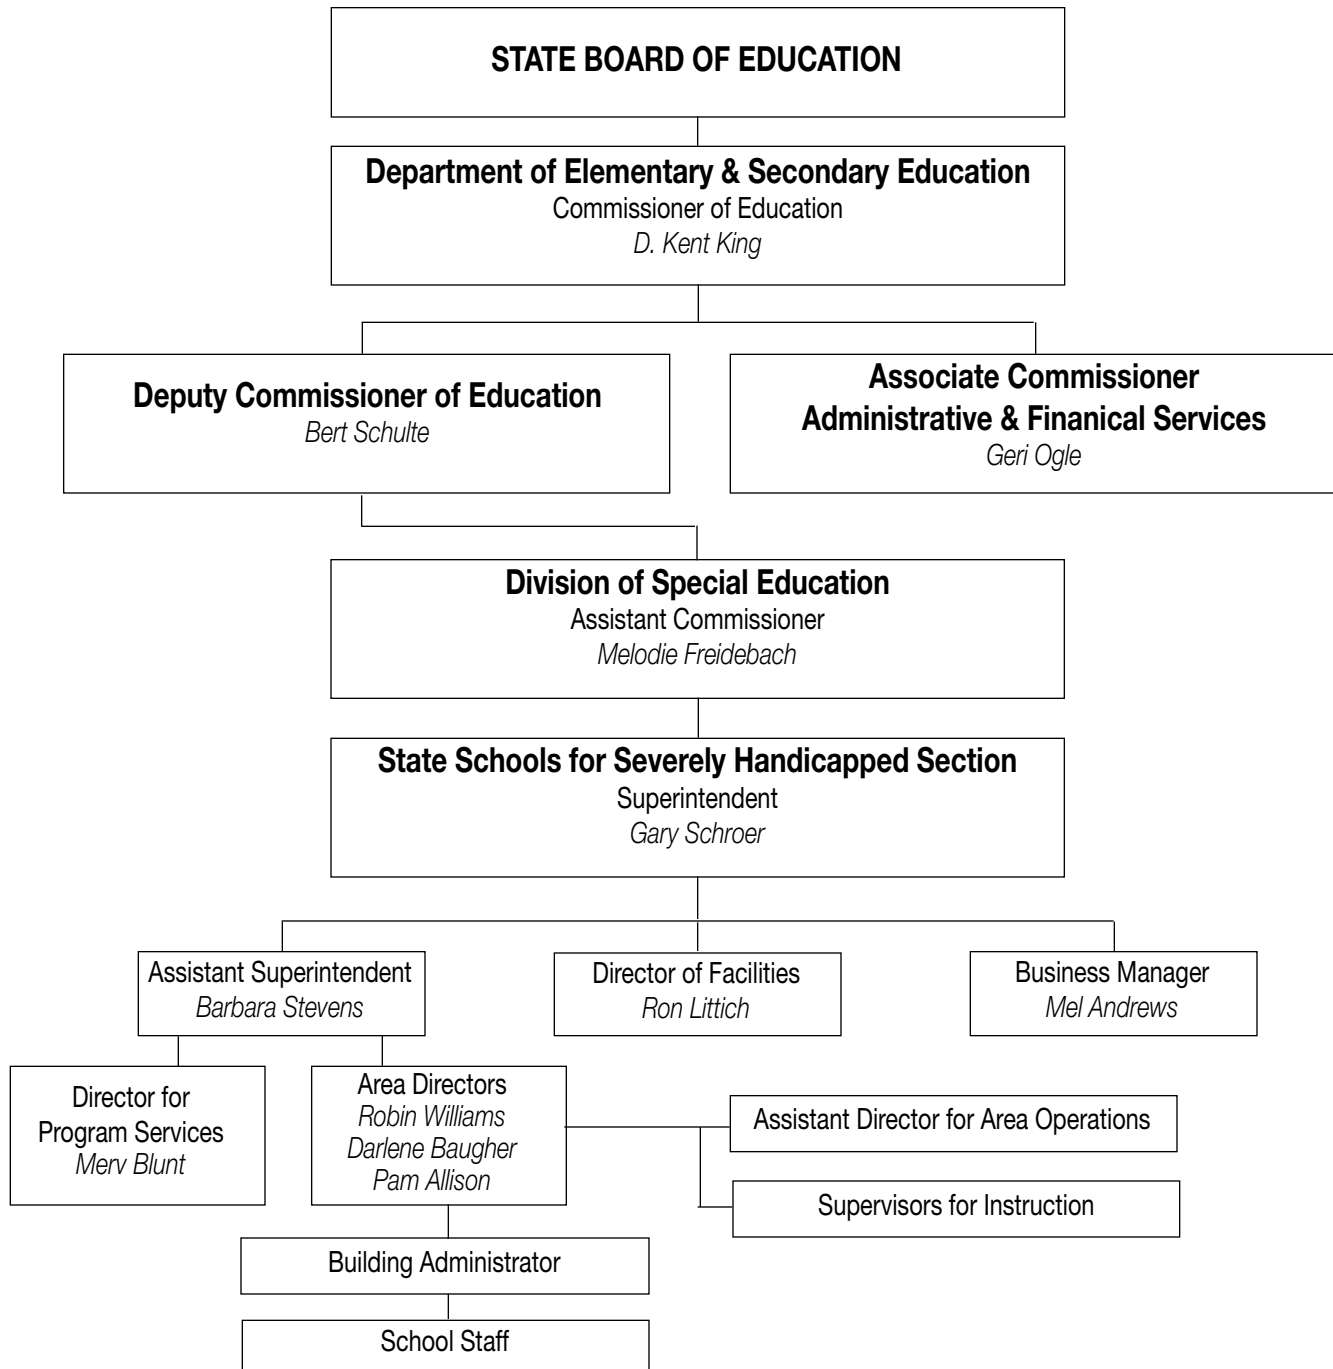 STATE BOARD OF EDUCATION
Department of Elementary & Secondary Education
Commissioner of Education
D. Kent King
Deputy Commissioner of Education
Bert Schulte
Associate Commissioner
Administrative & Finanical Services
Geri Ogle
Division of Special Education
Assistant Commissioner
Melodie Freidebach
State Schools for Severely Handicapped Section
Superintendent
Gary Schroer
Assistant Superintendent
Barbara Stevens
Director of Facilities
Ron Littich
Business Manager
Mel Andrews
Director for
Program Services
Merv Blunt
Area Directors
Robin Williams
Darlene Baugher
Pam Allison
Assistant Director for Area Operations
Supervisors for Instruction
Building Administrator
School Staff